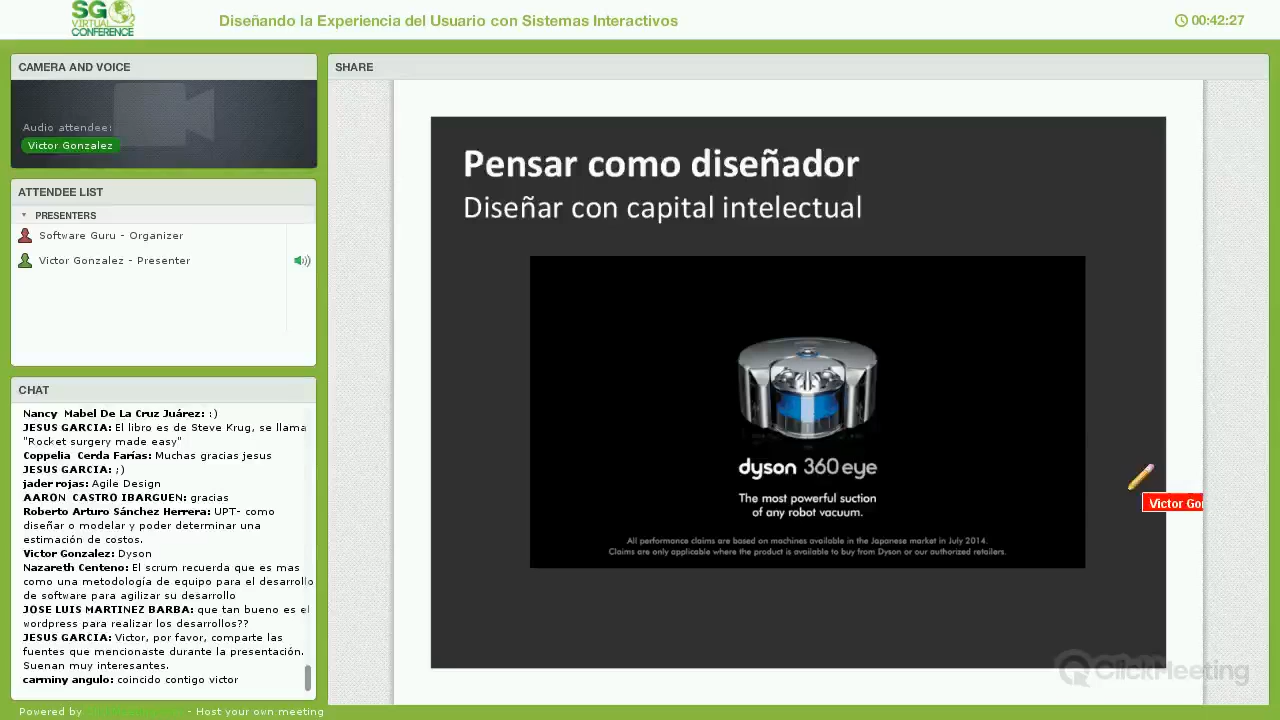 SG
VIRTUAL
CONFERENCE
Diseñando la Experiencia del Usuario con Sistemas Interactivos
00:42:27
CAMERA AND VOICE
Audio attendee:
Victor Gonzalez
ATTENDEE LIST
PRESENTERS
Software Guru - Organizer
Victor Gonzalez - Presenter
CHAT
Nancy Mabel De La Cruz Juárez: :)
JESUS GARCIA: El libro es de Steve Krug, se llama
"Rocket surgery made easy"
Coppelia Cerda Farías: Muchas gracias jesus
JESUS GARCIA: ;)
jader rojas: Agile Design
AARON CASTRO IBARGUEN: gracias
Roberto Arturo Sánchez Herrera: UPT- como
diseñar o modelar y poder determinar una
estimación de costos.
Victor Gonzalez: Dyson
Lisbeth Centeno: El scrum recuerda que es mas
como una metodología de equipo para el desarrollo
de software para agilizar su desarrollo
JOSE LUIS MARTINEZ BARBA: que tan bueno es el
wordpress para realizar los desarrollos??
JESUS GARCIA: Victor, por favor, comparte las
fuentes que mencionaste durante la presentación.
Suenan muy interesantes.
carminy angulo: coincido contigo victor
Powered by - Host your own meeting
SHARE
Pensar como diseñador
Diseñar con capital intelectual
dyson 360 eye
The most powerful suction
of any robot vacuum.
All performance claims are based on machines available in the Japanese market in July 2014.
Claims are only applicable where the product is available to buy from Dyson or our authorized retailers.
Victor Go
ClickMeeting